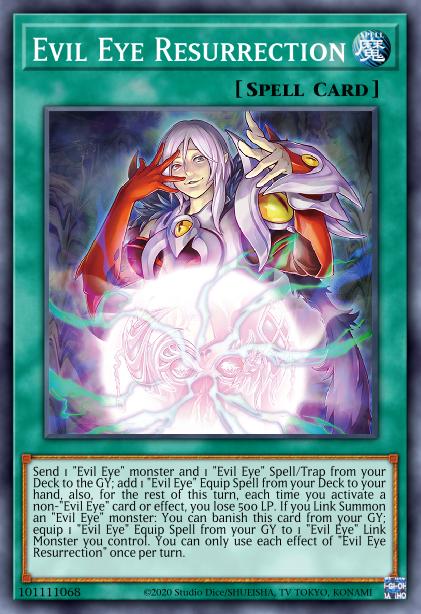 Evil Eye Resurrection
SPELL
魔
[ Spell Card ]
Send 1 "Evil Eye" monster and 1 "Evil Eye" Spell/Trap from your
Deck to the GY; add 1 "Evil Eye" Equip Spell from your Deck to your
hand, also, for the rest of this turn, each time you activate a
non-"Evil Eye" card or effect, you lose 500 LP. If you Link Summon
an "Evil Eye" monster: You can banish this card from your GY;
equip 1 "Evil Eye" Equip Spell from your GY to 1 "Evil Eye" Link
Monster you control. You can only use each effect of "Evil Eye
Resurrection" once per turn.
101111068
©2020 Studio Dice/SHUEISHA, TV TOKYO, KONAMI